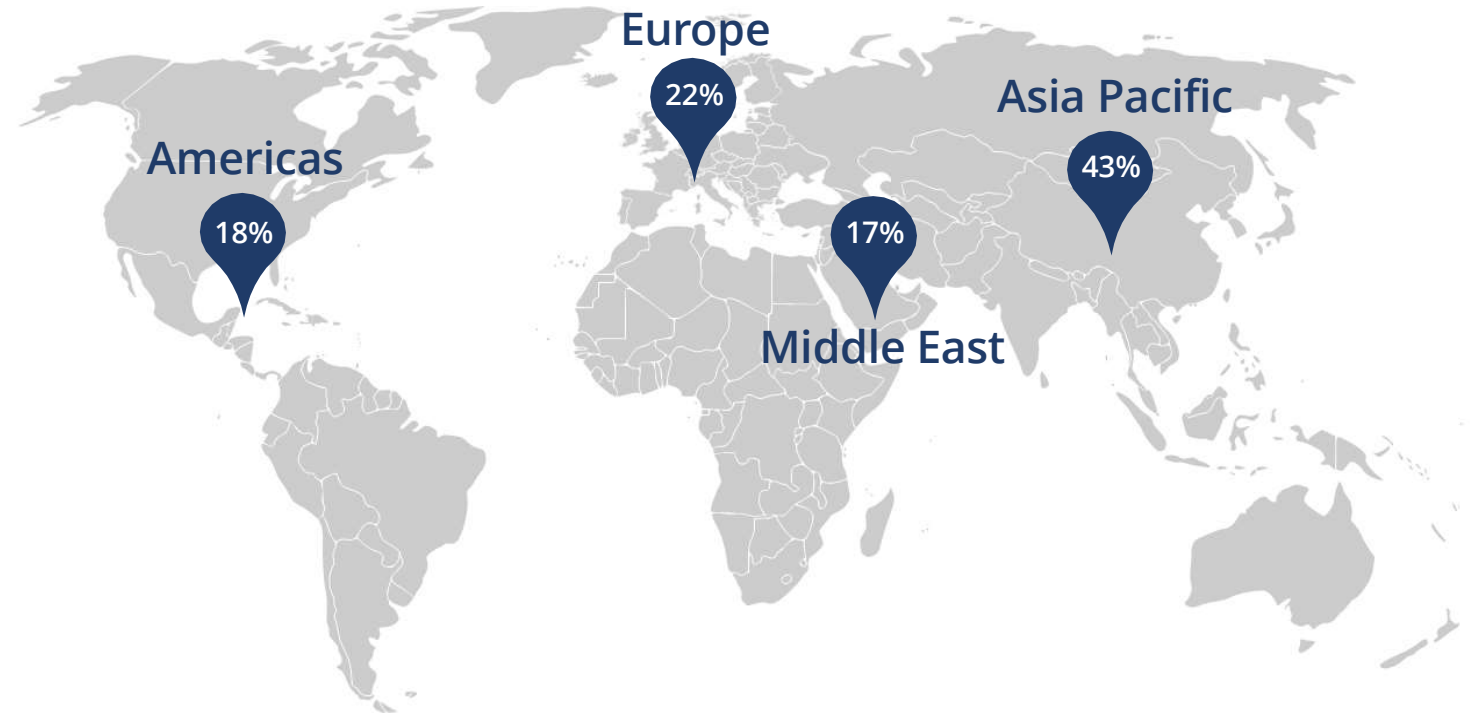 Europe
22%
Asia Pacific
43%
Americas
18%
17%
Middle East